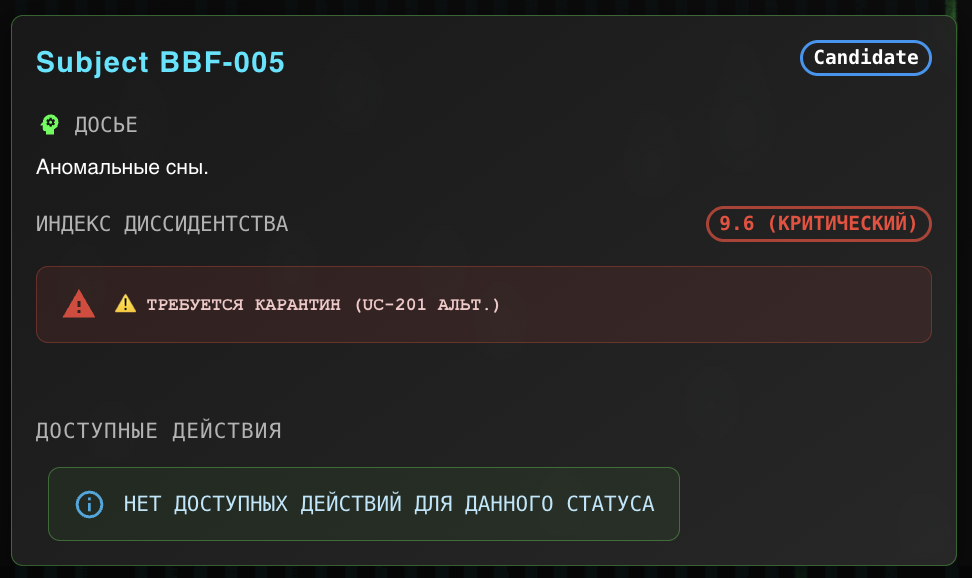 Subject BBF-005
Candidate
ДОСЬЕ
Аномальные сны.
ИНДЕКС ДИССИДЕНТСТВА
9.6 (КРИТИЧЕСКИЙ)
⚠️ ТРЕБУЕТСЯ КАРАНТИН (UC-201 АЛЬТ.)
ДОСТУПНЫЕ ДЕЙСТВИЯ
НЕТ ДОСТУПНЫХ ДЕЙСТВИЙ ДЛЯ ДАННОГО СТАТУСА